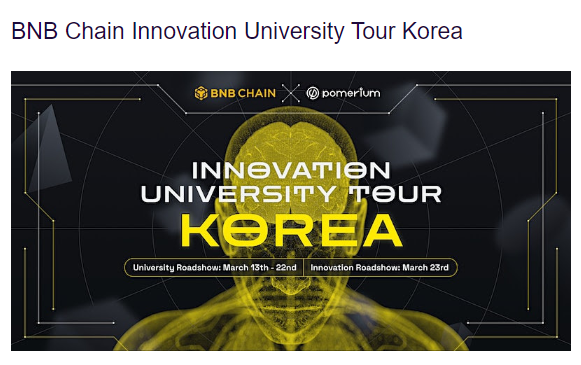 BNB Chain Innovation University Tour Korea
BNB CHAIN pomerium
INNOVATION
UNIVERSITY TOUR
KOREA
University Roadshow: March 13th - 22nd Innovation Roadshow: March 23rd